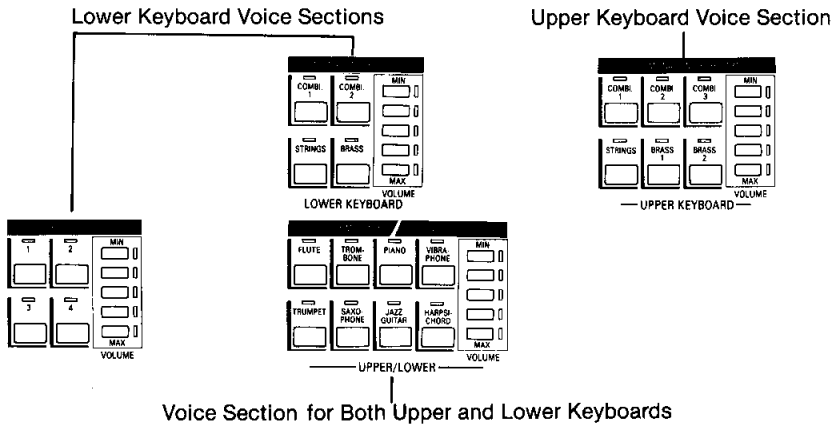 Lower Keyboard Voice Sections
Upper Keyboard Voice Section
COMBI. 1
COMBI. 2
MIN
STRINGS
BRASS
MAX
VOLUME
LOWER KEYBOARD
COMBI. 1
COMBI 2
COMBI. 3
MIN
STRINGS
BRASS 1
BRASS 2
MAX
VOLUME
UPPER KEYBOARD
1
2
MIN
3
4
MAX
VOLUME
FLUTE
TROM-
BONE
PIANO
VIBRA-
PHONE
MIN
TRUMPET
SAXO-
PHONE
JAZZ
GUITAR
HARPSI-
CHORD
MAX
VOLUME
UPPER/LOWER
Voice Section for Both Upper and Lower Keyboards